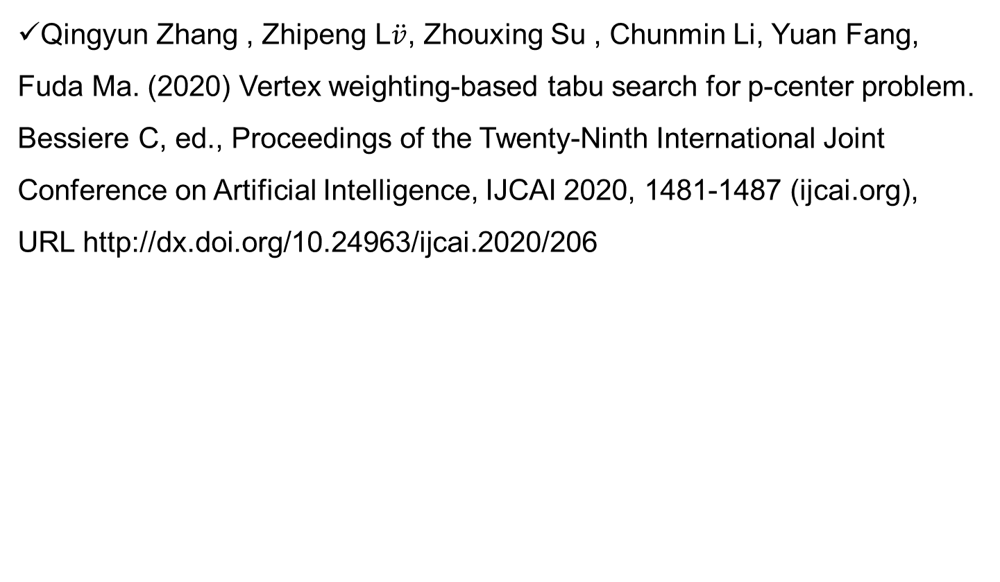 ✓Qingyun Zhang , Zhipeng Lv̈, Zhouxing Su , Chunmin Li, Yuan Fang,
Fuda Ma. (2020) Vertex weighting-based tabu search for p-center problem.
Bessiere C, ed., Proceedings of the Twenty-Ninth International Joint
Conference on Artificial Intelligence, IJCAI 2020, 1481-1487 (ijcai.org),
URL http://dx.doi.org/10.24963/ijcai.2020/206